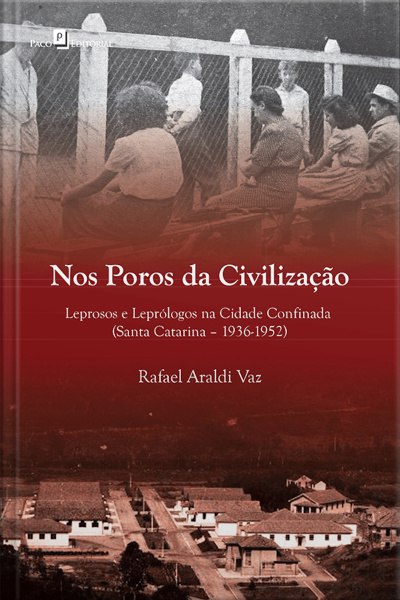 PACO EDITORIAL
Nos Poros da Civilização
Leprosos e Leprólogos na Cidade Confinada
(Santa Catarina – 1936-1952)
Rafael Araldi Vaz